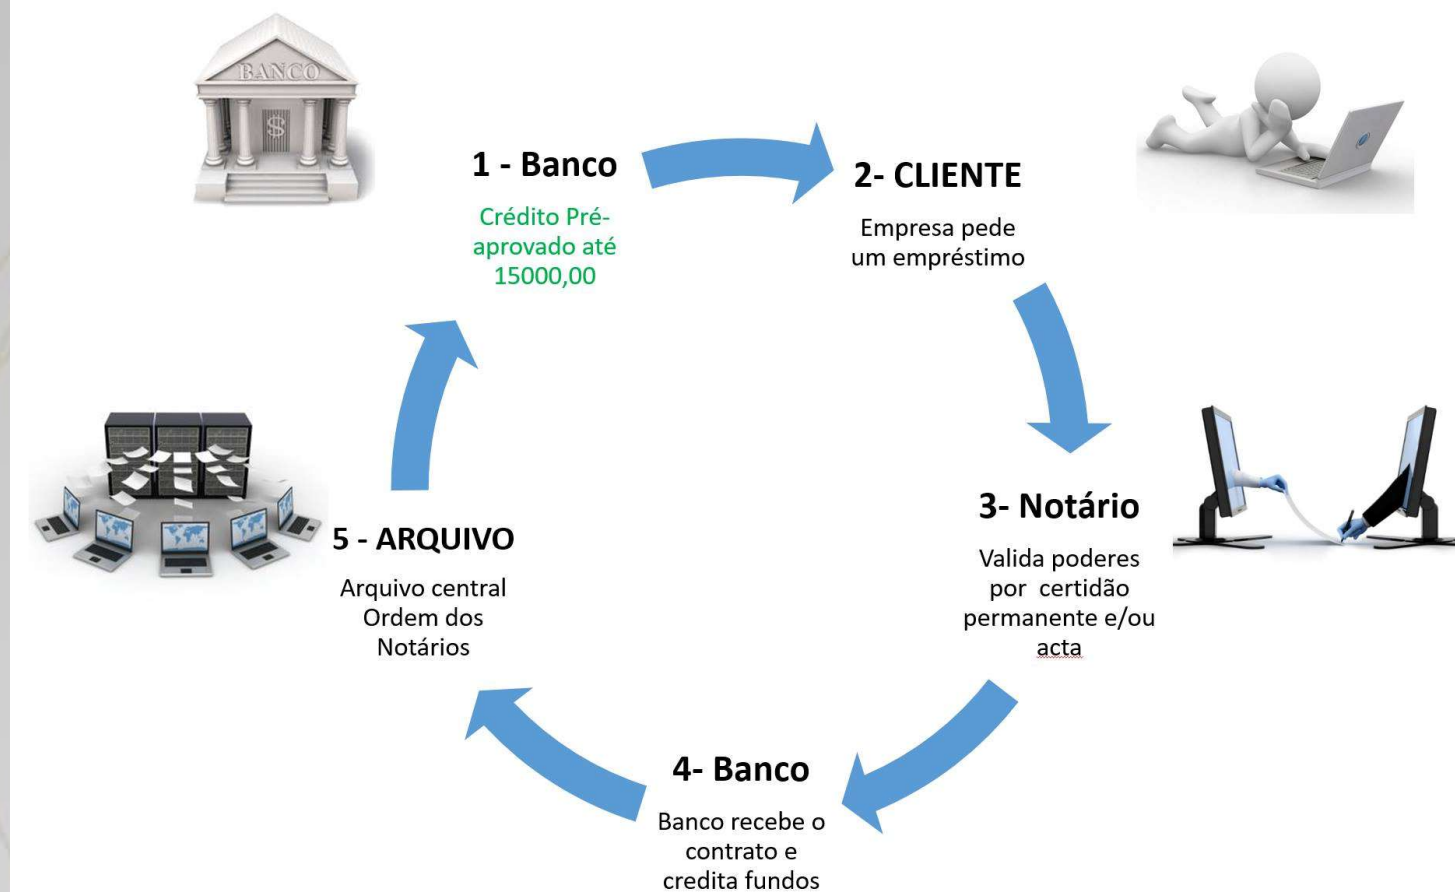 BANCO
$
1 - Banco
Crédito Pré-
aprovado até
15000,00
2- CLIENTE
Empresa pede
um empréstimo
3- Notário
Valida poderes
por certidão
permanente e/ou
acta
4- Banco
Banco recebe o
contrato e
credita fundos
5 - ARQUIVO
Arquivo central
Ordem dos
Notários